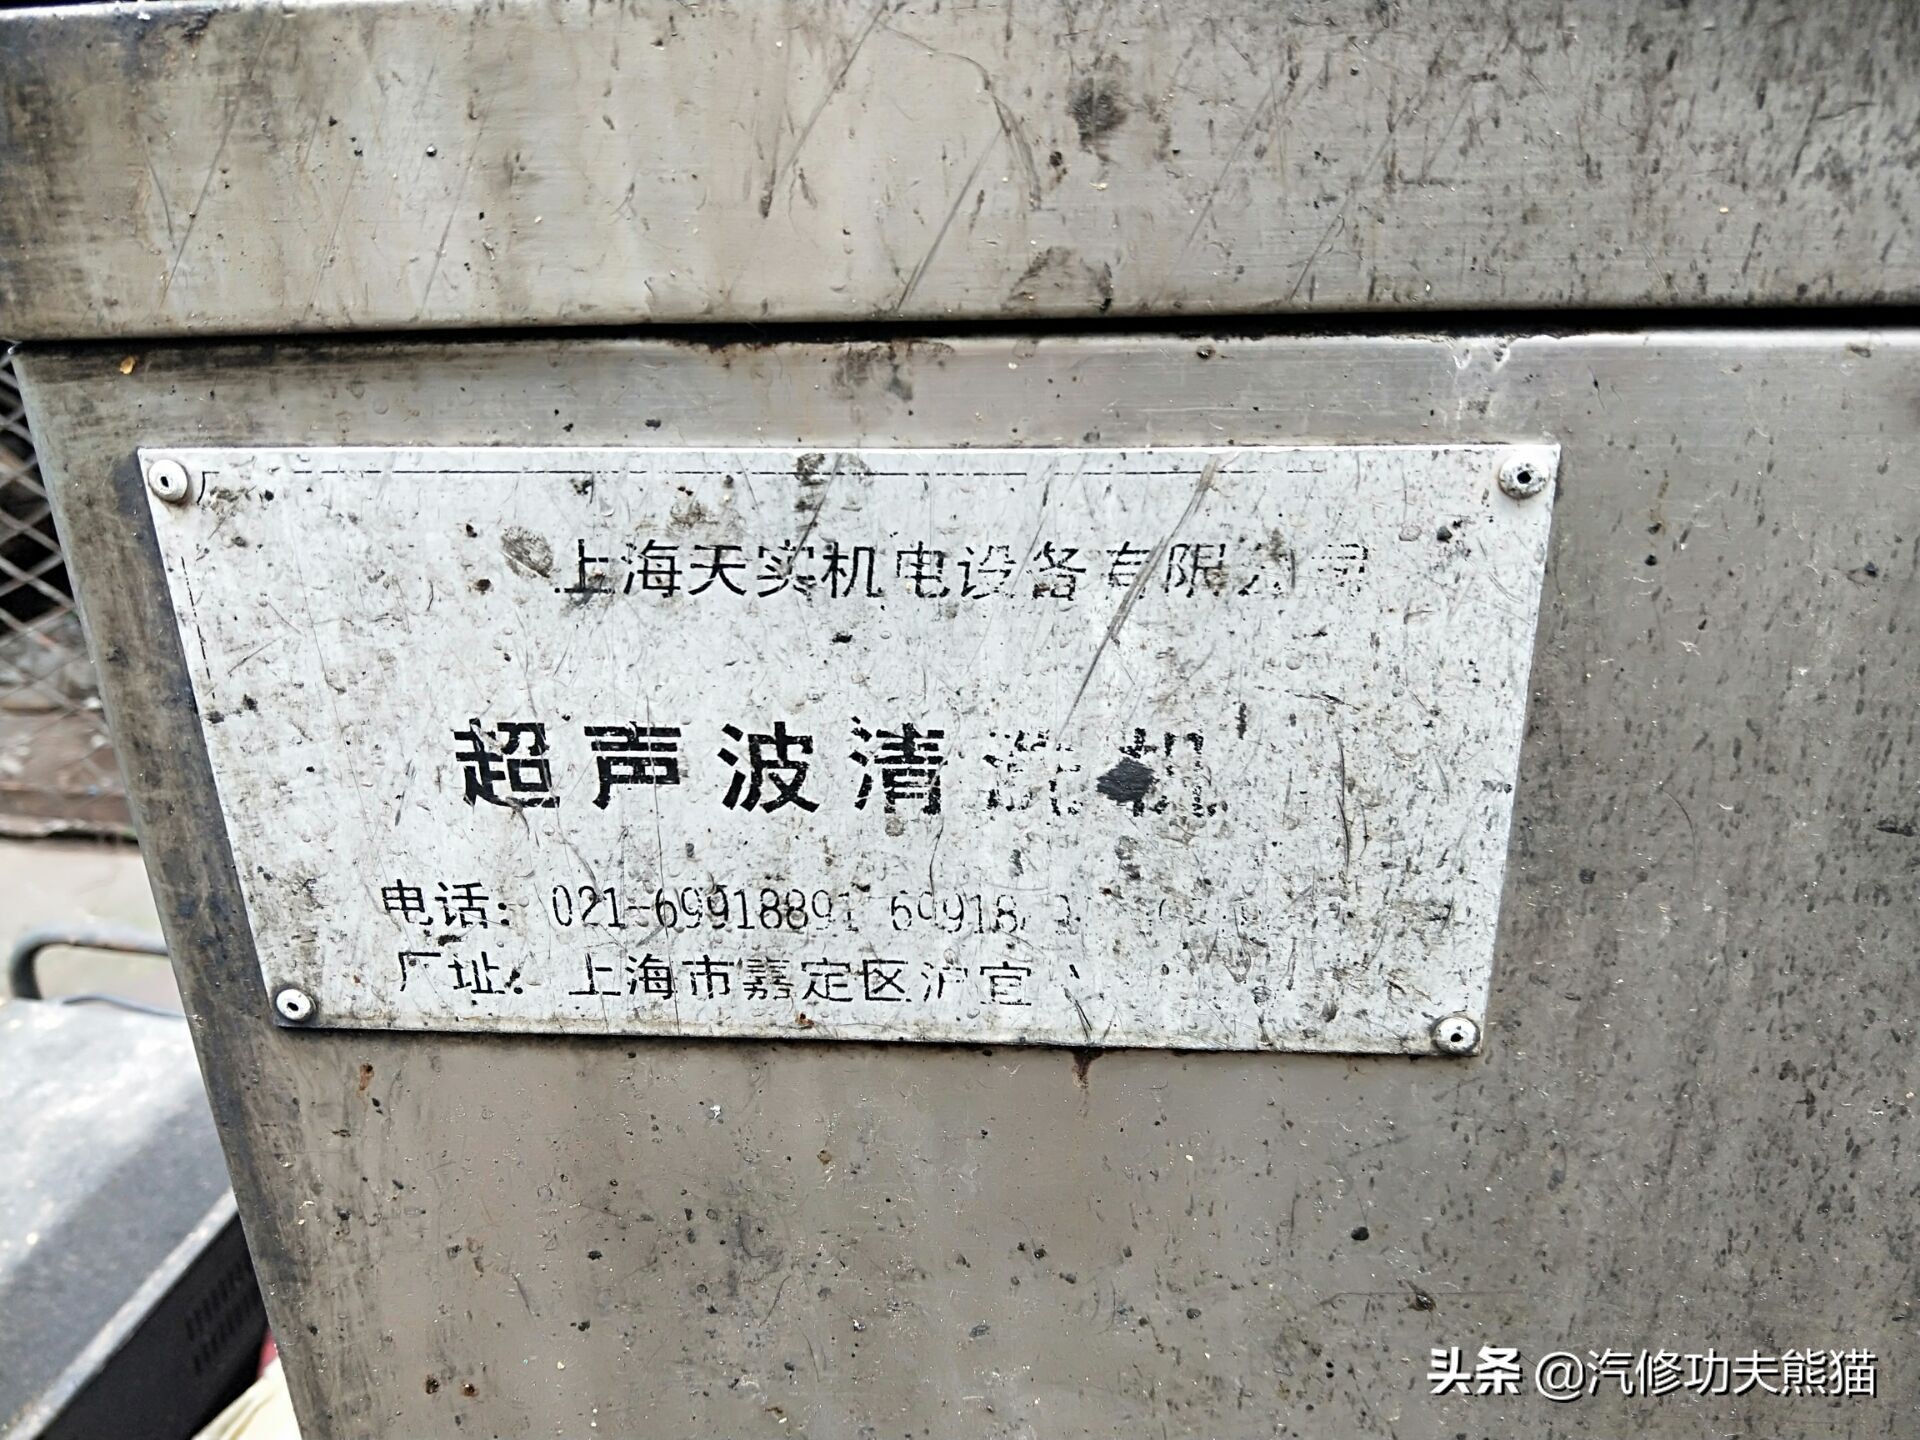 上海天实机电设备有限公司
超声波清洗机
电话：021-69918891 69918
厂址：上海市嘉定区沪宜
头条 @汽修功夫熊猫